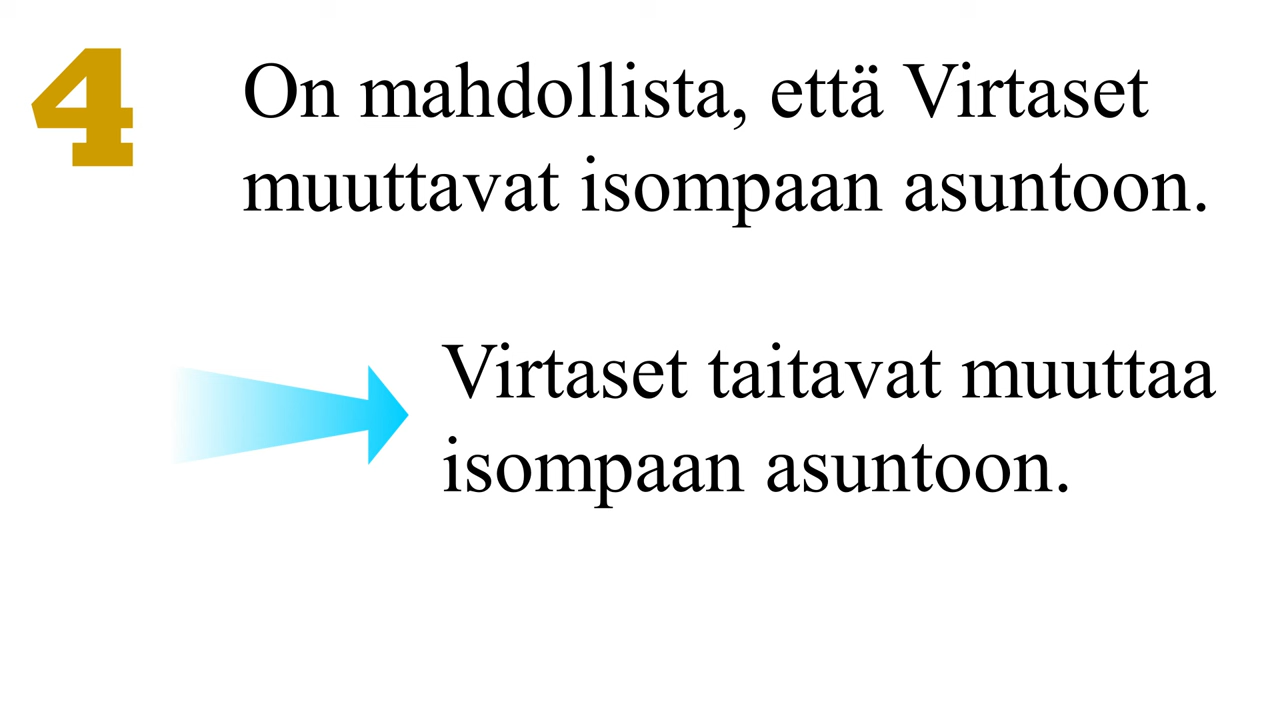 4
On mahdollista, että Virtaset
muuttavat isompaan asuntoon.
Virtaset taitavat muuttaa
isompaan asuntoon.